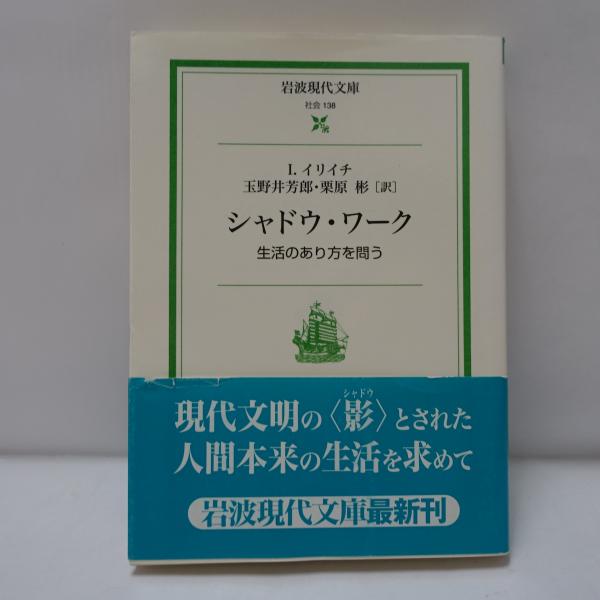 岩波現代文庫
社会 138
I. イリイチ
玉野井芳郎・栗原 彬 [訳]
シャドウ・ワーク
生活のあり方を問う
現代文明の〈影〉とされた
シャドウ
人間本来の生活を求めて
岩波現代文庫最新刊